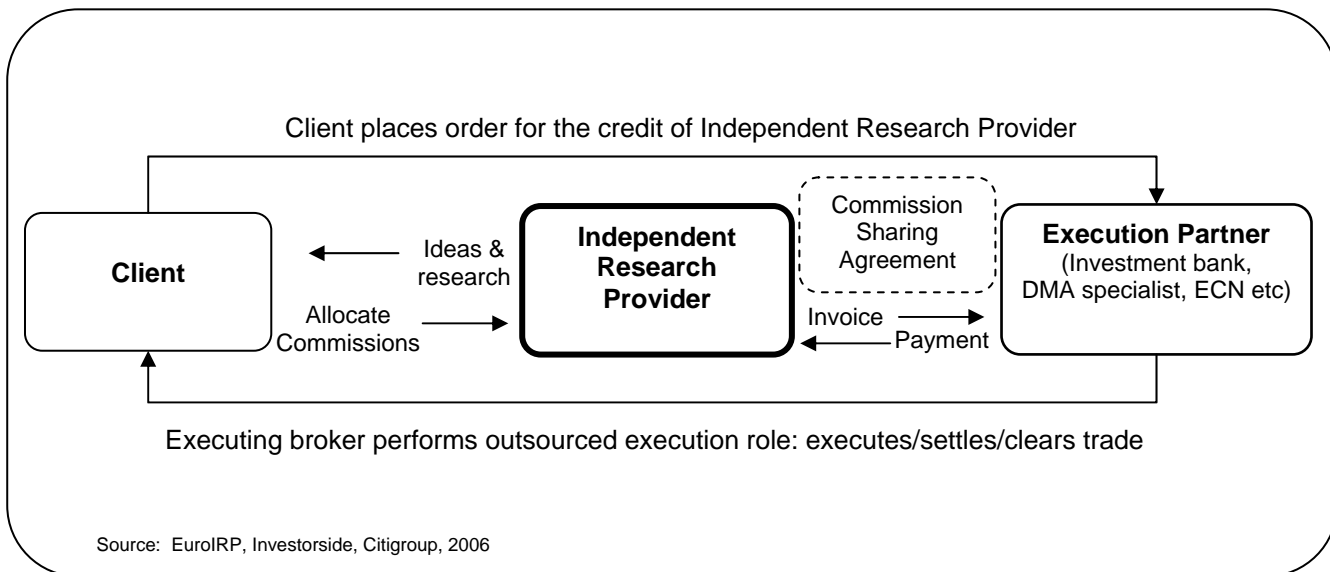 Client places order for the credit of Independent Research Provider
Client
Ideas &
research
Allocate
Commissions
Independent
Research
Provider
Commission
Sharing
Agreement
Invoice
Payment
Execution Partner
(Investment bank,
DMA specialist, ECN etc)
Executing broker performs outsourced execution role: executes/settles/clears trade
Source: EuroIRP, Investorside, Citigroup, 2006